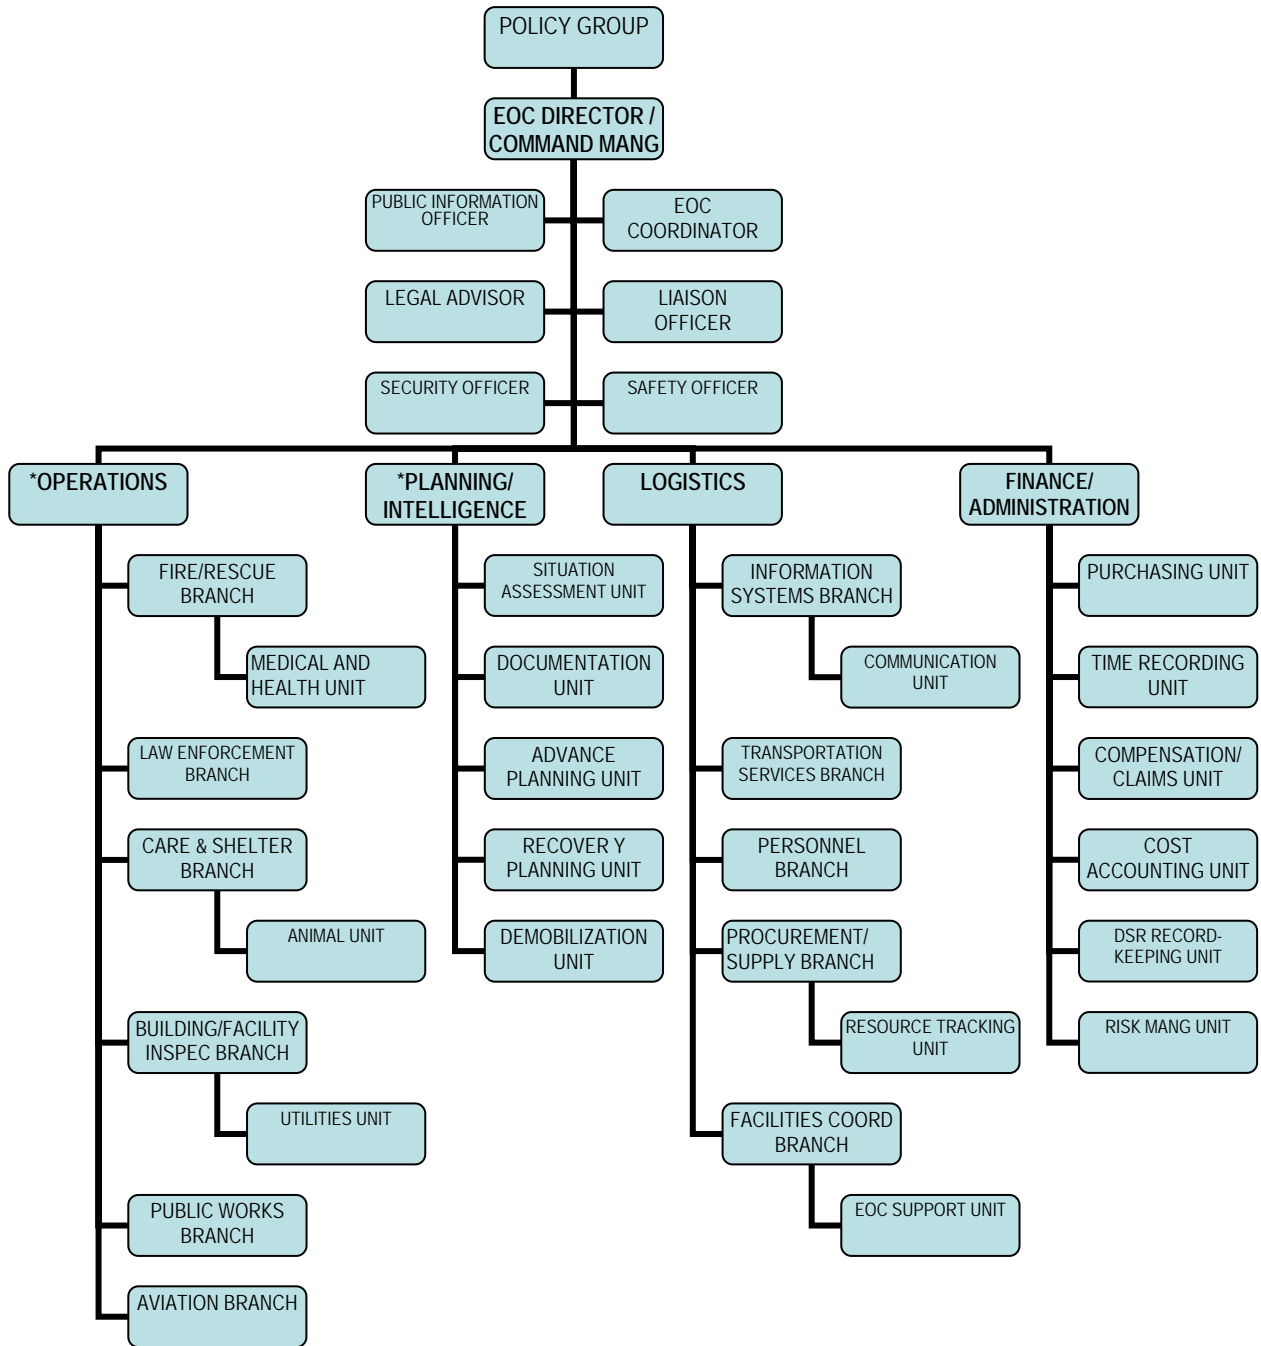 POLICY GROUP
EOC DIRECTOR /
COMMAND MANG
PUBLIC INFORMATION
OFFICER
EOC
COORDINATOR
LEGAL ADVISOR
LIAISON
OFFICER
SECURITY OFFICER
SAFETY OFFICER
*OPERATIONS
*PLANNING/
INTELLIGENCE
LOGISTICS
FINANCE/
ADMINISTRATION
FIRE/RESCUE
BRANCH
MEDICAL AND
HEALTH UNIT
LAW ENFORCEMENT
BRANCH
CARE & SHELTER
BRANCH
ANIMAL UNIT
BUILDING/FACILITY
INSPEC BRANCH
UTILITIES UNIT
PUBLIC WORKS
BRANCH
AVIATION BRANCH
SITUATION
ASSESSMENT UNIT
DOCUMENTATION
UNIT
ADVANCE
PLANNING UNIT
RECOVER Y
PLANNING UNIT
DEMOBILIZATION
UNIT
INFORMATION
SYSTEMS BRANCH
COMMUNICATION
UNIT
TRANSPORTATION
SERVICES BRANCH
PERSONNEL
BRANCH
PROCUREMENT/
SUPPLY BRANCH
RESOURCE TRACKING
UNIT
FACILITIES COORD
BRANCH
EOC SUPPORT UNIT
PURCHASING UNIT
TIME RECORDING
UNIT
COMPENSATION/
CLAIMS UNIT
COST
ACCOUNTING UNIT
DSR RECORD-
KEEPING UNIT
RISK MANG UNIT